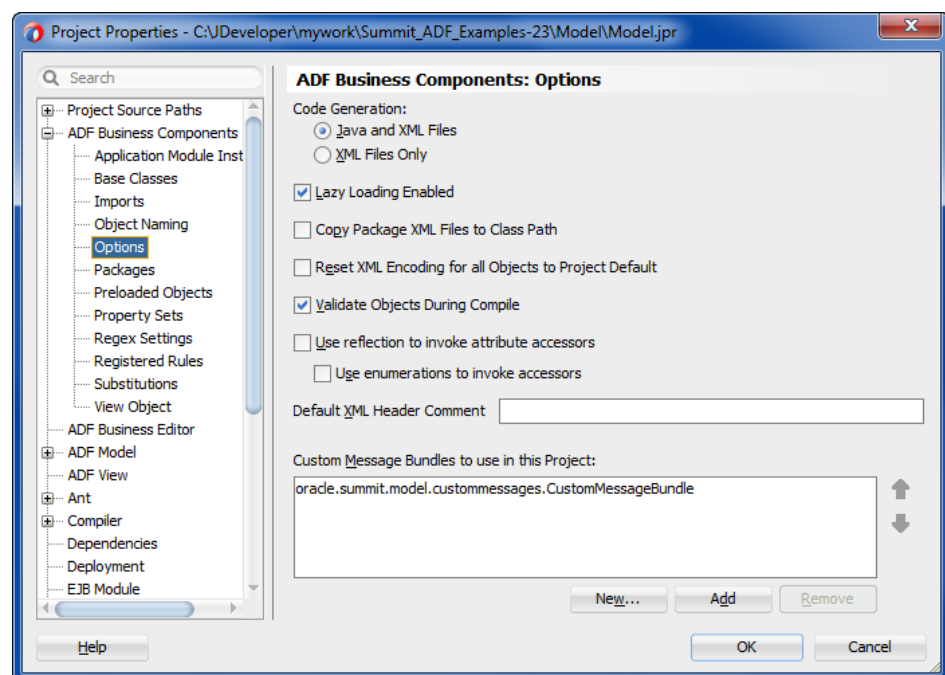 Project Properties - C:\JDeveloper\mywork\Summit_ADF_Examples-23\Model\Model.jpr
Search
Project Source Paths
ADF Business Components
Application Module Inst
Base Classes
Imports
Object Naming
Options
Packages
Preloaded Objects
Property Sets
Regex Settings
Registered Rules
Substitutions
View Object
ADF Business Editor
ADF Model
ADF View
Ant
Compiler
Dependencies
Deployment
EJB Module
ADF Business Components: Options
Code Generation:
Java and XML Files
XML Files Only
Lazy Loading Enabled
Copy Package XML Files to Class Path
Reset XML Encoding for all Objects to Project Default
Validate Objects During Compile
Use reflection to invoke attribute accessors
Use enumerations to invoke accessors
Default XML Header Comment
Custom Message Bundles to use in this Project:
oracle.summit.model.custommessages.CustomMessageBundle
New... Add Remove
Help OK Cancel